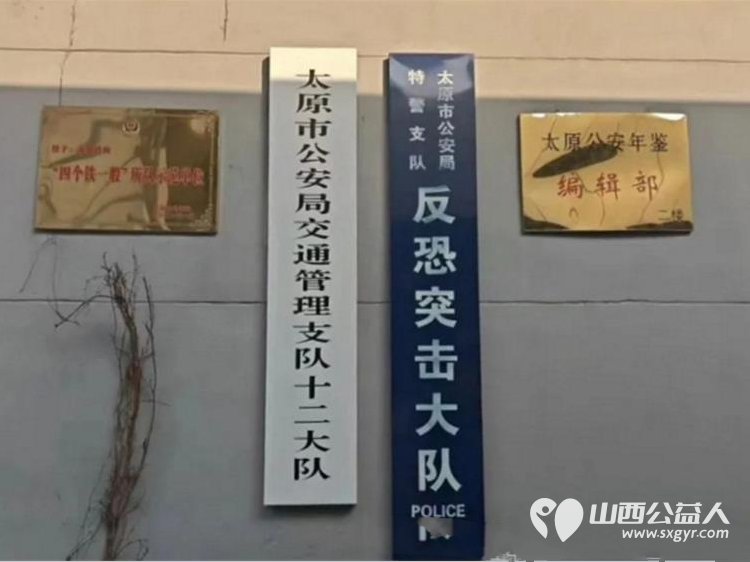 "四个铁一般"
太原市公安局交通管理支队十二大队
太原市公安局
特警支队
反恐突击大队
POLICE
太原公安年鉴
编辑部
二楼
山西公益人
www.sxgyr.com